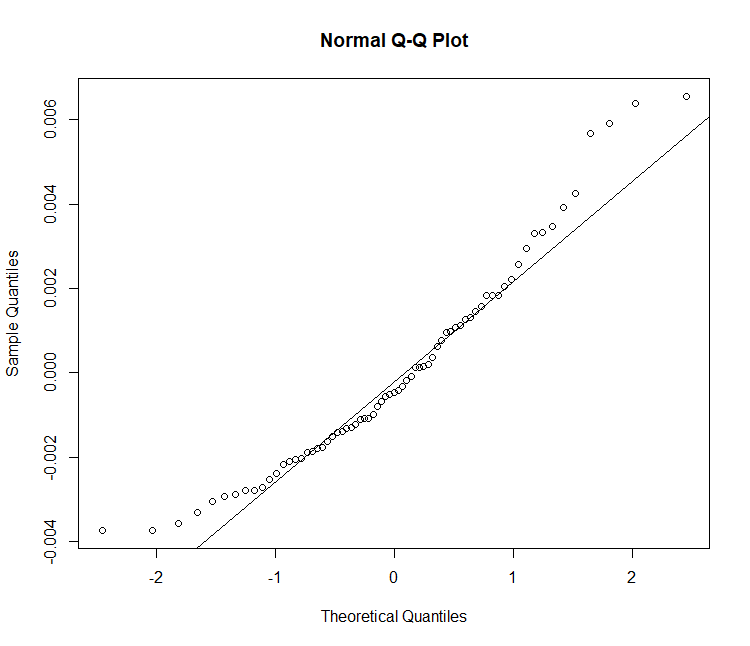 Normal Q-Q Plot
Sample Quantiles
0.006
0.004
0.002
0.000
-0.002
-0.004
-2 -1 0 1 2
Theoretical Quantiles